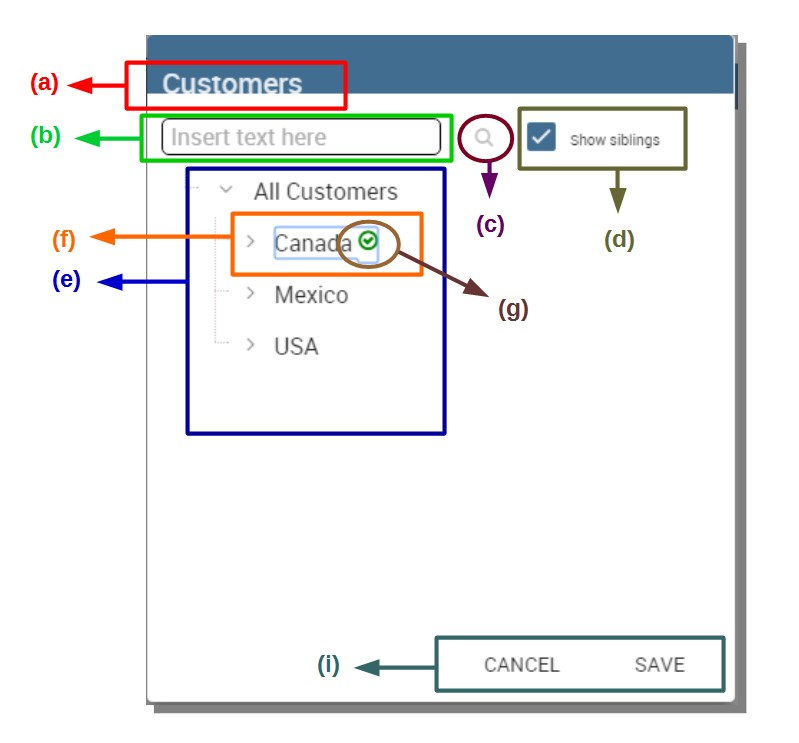 (a) Customers
(b) Insert text here Show siblings
All Customers
(c)
(f) Canada (d)
(e)
Mexico (g)
USA
(i) CANCEL SAVE